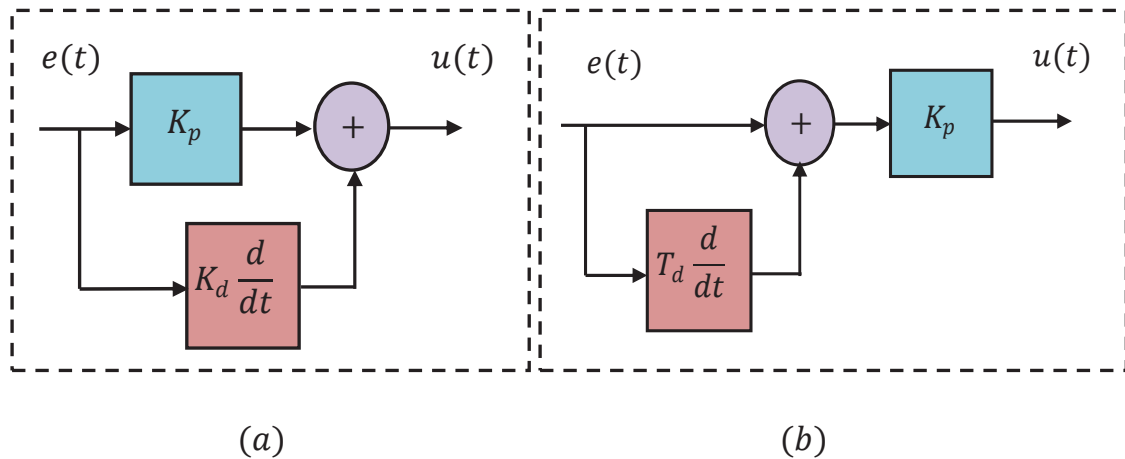 e(t)
u(t)
K_p
+
K_d d/dt
(a)
e(t)
u(t)
+
K_p
T_d d/dt
(b)